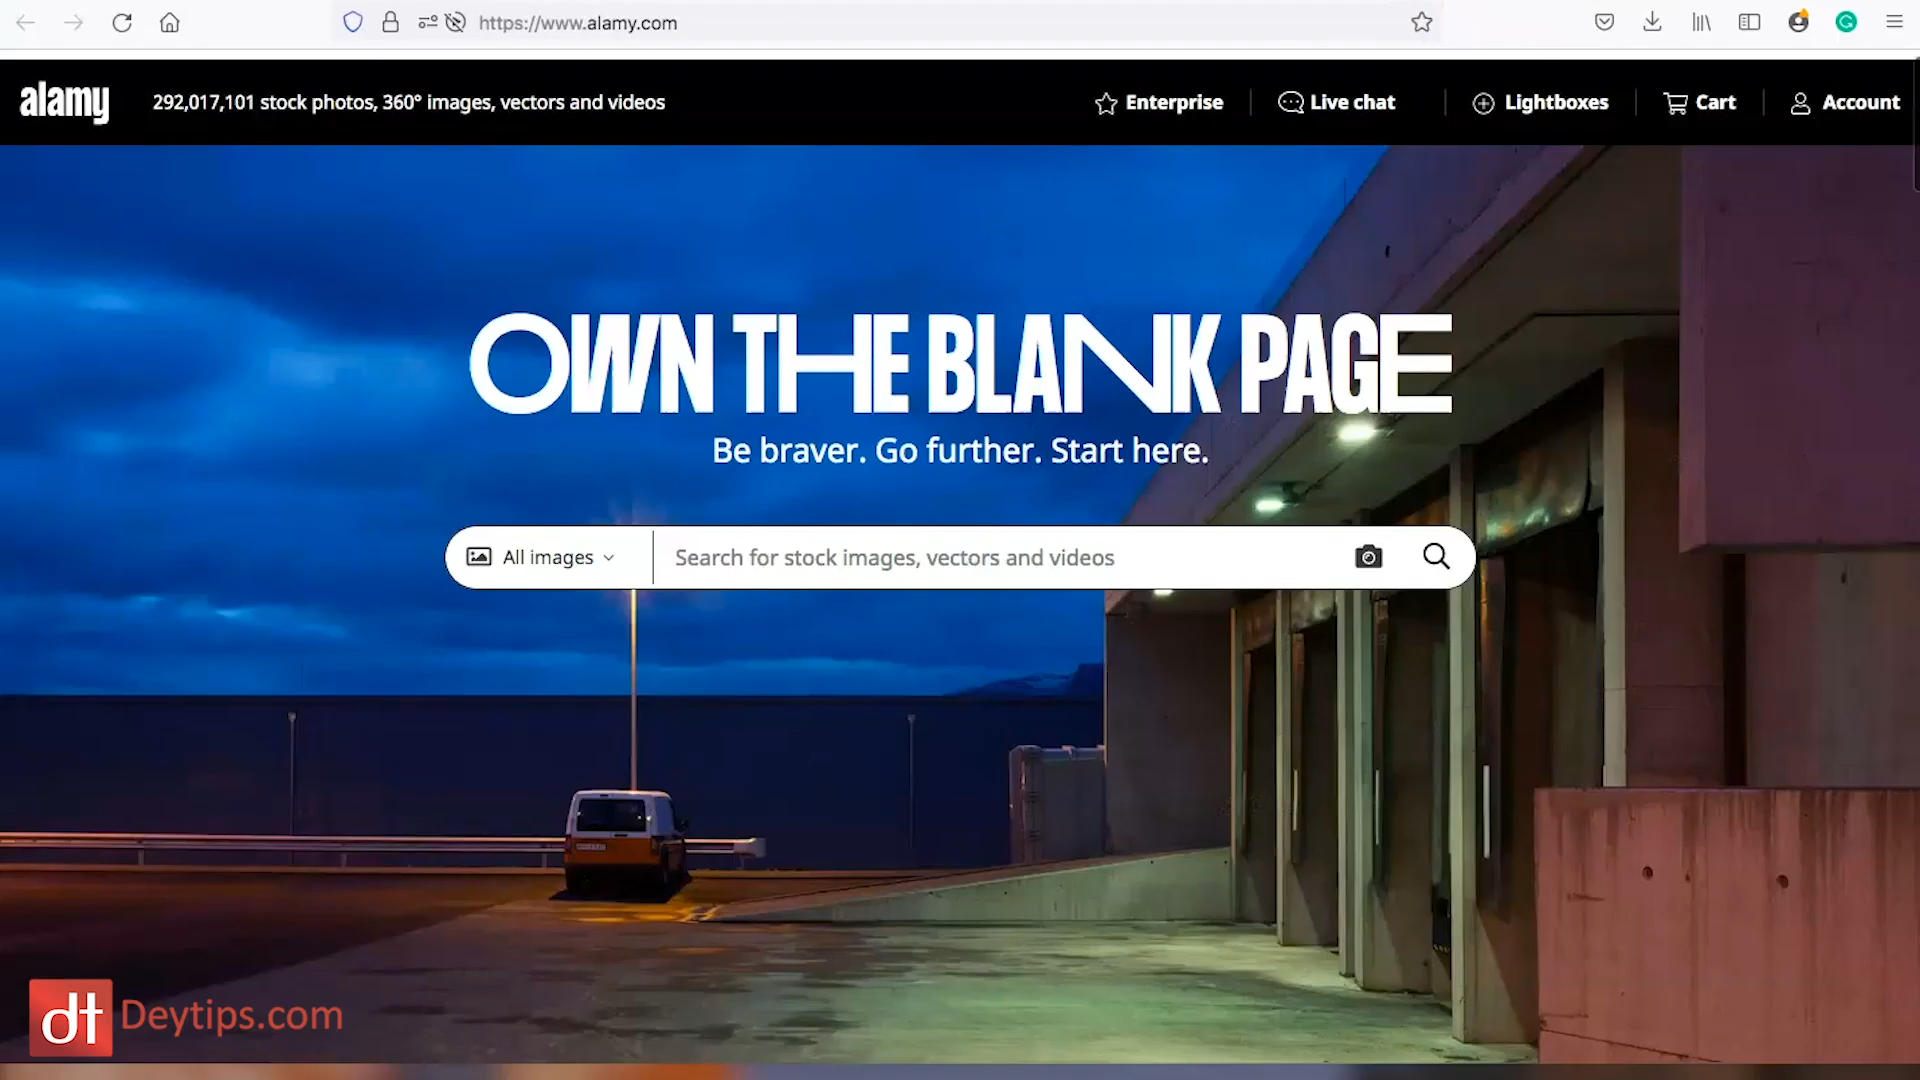 https://www.alamy.com
alamy
292,017,101 stock photos, 360° images, vectors and videos
Enterprise
Live chat
Lightboxes
Cart
Account
OWN THE BLANK PAGE
Be braver. Go further. Start here.
All images
Search for stock images, vectors and videos
dt Deytips.com